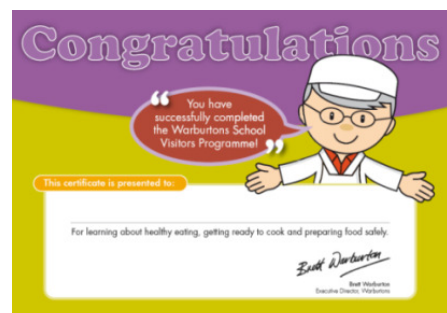 Congratulations
“ You have
successfully completed
the Warburtons School
Visitors Programme! ”
This certificate is presented to:
For learning about healthy eating, getting ready to cook and preparing food safely.
Brett Warburton
Brett Warburton
Executive Director, Warburtons